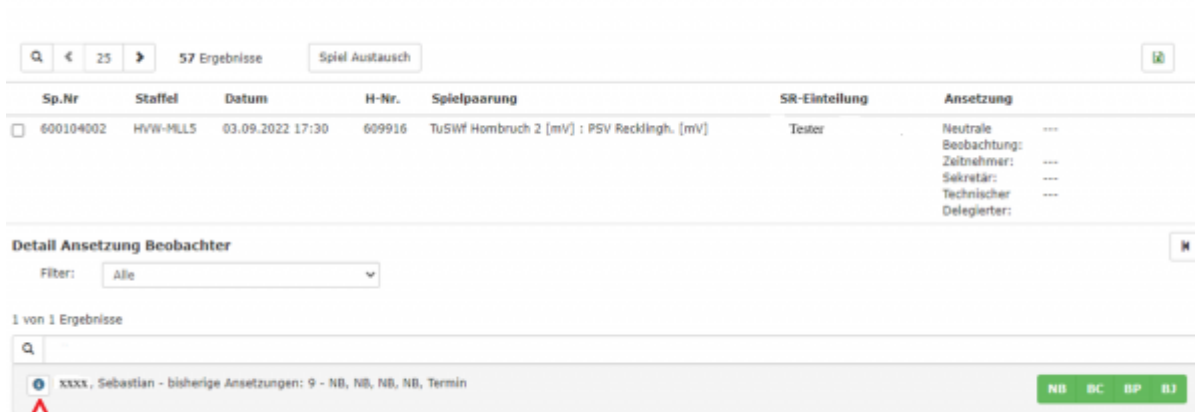 25 57 Ergebnisse Spiel Austausch
Sp.Nr Staffel Datum H-Nr. Spielpaarung SR-Einteilung Ansetzung
600104002 HVW-MLL5 03.09.2022 17:30 609916 TuSWf Hombruch 2 [mV] : PSV Recklingh. [mV] Tester Neutrale ---
Beobachtung:
Zeitnehmer: ---
Sekretär: ---
Technischer ---
Delegierter:
Detail Ansetzung Beobachter
Filter: Alle
1 von 1 Ergebnisse
xxxx, Sebastian - bisherige Ansetzungen: 9 - NB, NB, NB, NB, Termin NB BC BP BJ